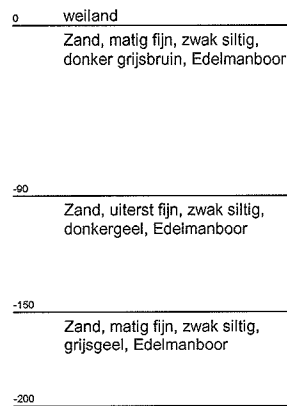 0 weiland
Zand, matig fijn, zwak siltig,
donker grijsbruin, Edelmanboor
-90
Zand, uiterst fijn, zwak siltig,
donkergeel, Edelmanboor
-150
Zand, matig fijn, zwak siltig,
grijsgeel, Edelmanboor
-200